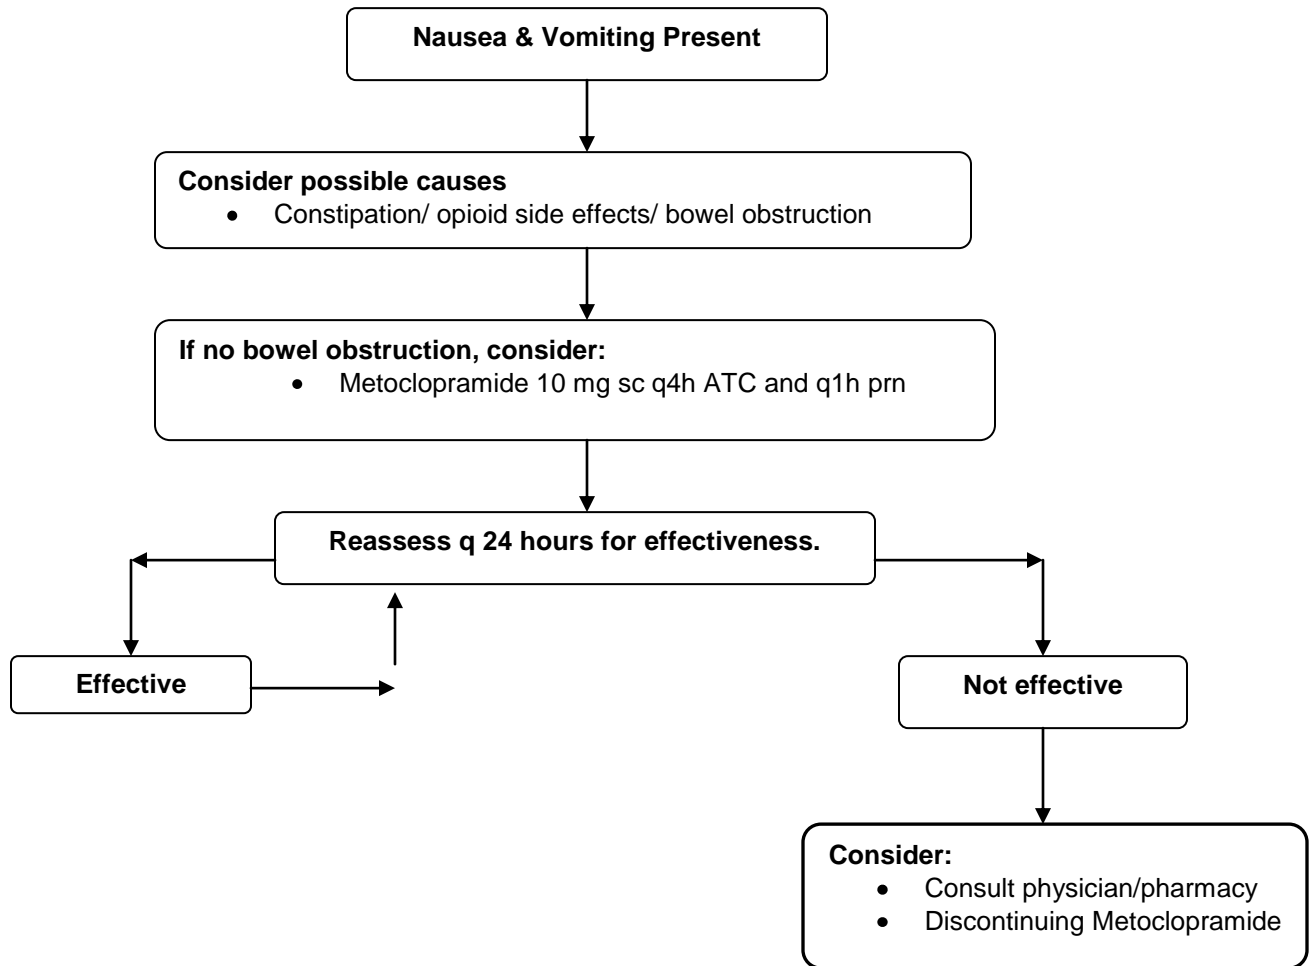 Nausea & Vomiting Present
Consider possible causes
• Constipation/ opioid side effects/ bowel obstruction
If no bowel obstruction, consider:
• Metoclopramide 10 mg sc q4h ATC and q1h prn
Reassess q 24 hours for effectiveness.
Effective
Not effective
Consider:
• Consult physician/pharmacy
• Discontinuing Metoclopramide